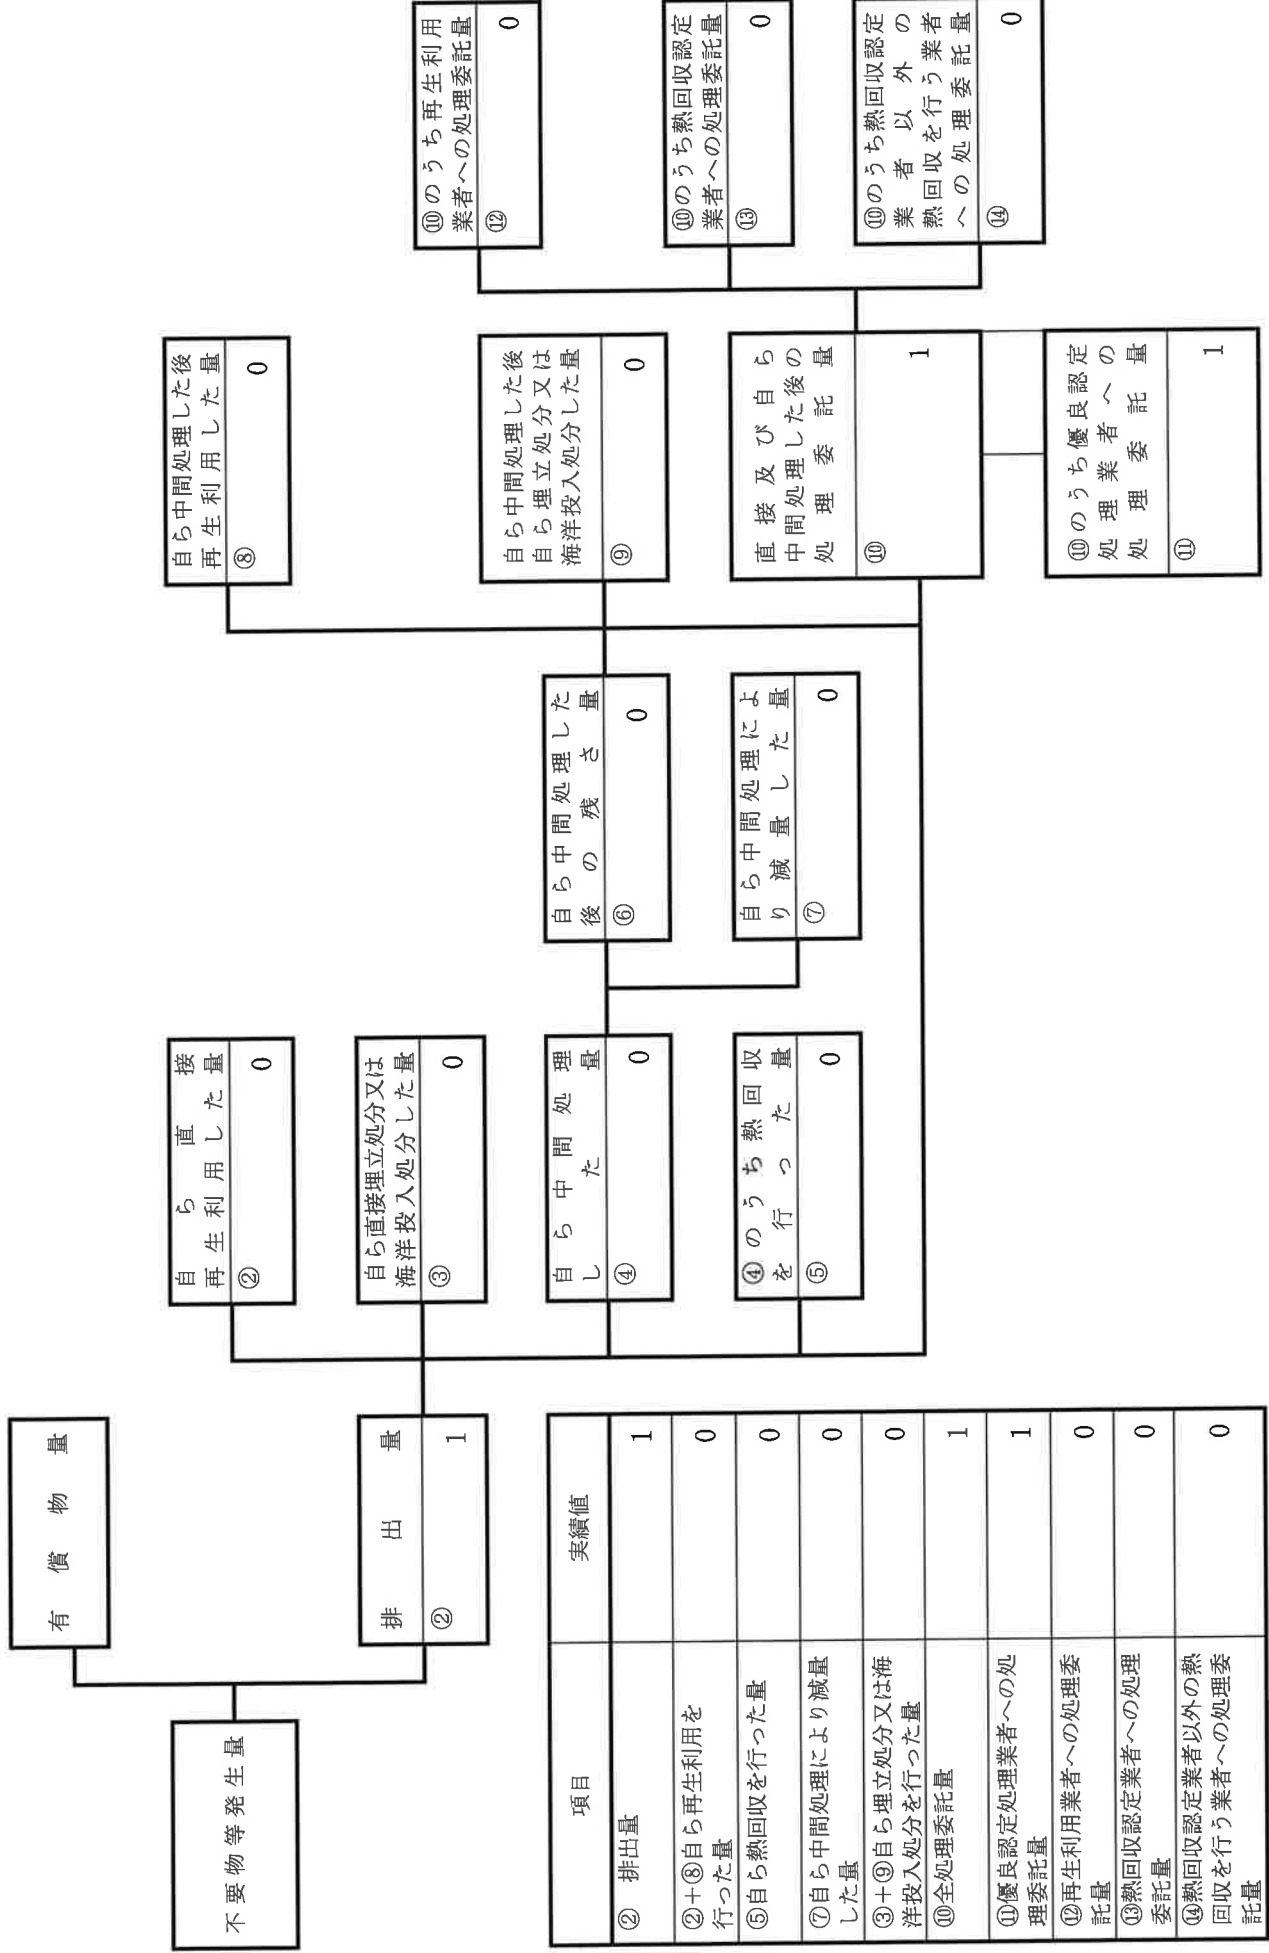 有償物量
不要物等発生量
排出量
② 1
自ら直接
再生利用した量
② 0
自ら直接埋立処分又は
海洋投入処分した量
③ 0
自ら中間処理
した量
④ 0
④のうち熱回収
を行った量
⑤ 0
自ら中間処理した
後の残さ量
⑥ 0
自ら中間処理によ
り減量した量
⑦ 0
自ら中間処理した後
再生利用した量
⑧ 0
自ら中間処理した後
自ら埋立処分又は
海洋投入処分した量
⑨ 0
直接及び自ら
中間処理した後の
処理委託量
⑩ 1
⑩のうち優良認定
処理業者への
処理委託量
⑪ 1
⑩のうち再生利用
業者への処理委託量
⑫ 0
⑩のうち熱回収認定
業者への処理委託量
⑬ 0
⑩のうち熱回収認定
業者以外の
熱回収を行う業者
への処理委託量
⑭ 0
項目 実績値
② 排出量 1
②+⑧自ら再生利用を
行った量 0
⑤自ら熱回収を行った量 0
⑦自ら中間処理により減量
した量 0
③+⑨自ら埋立処分又は海
洋投入処分を行った量 0
⑩全処理委託量 1
⑪優良認定処理業者への処
理委託量 1
⑫再生利用業者への処理委
託量 0
⑬熱回収認定業者への処理
委託量 0
⑭熱回収認定業者以外の熱
回収を行う業者への処理委
託量 0